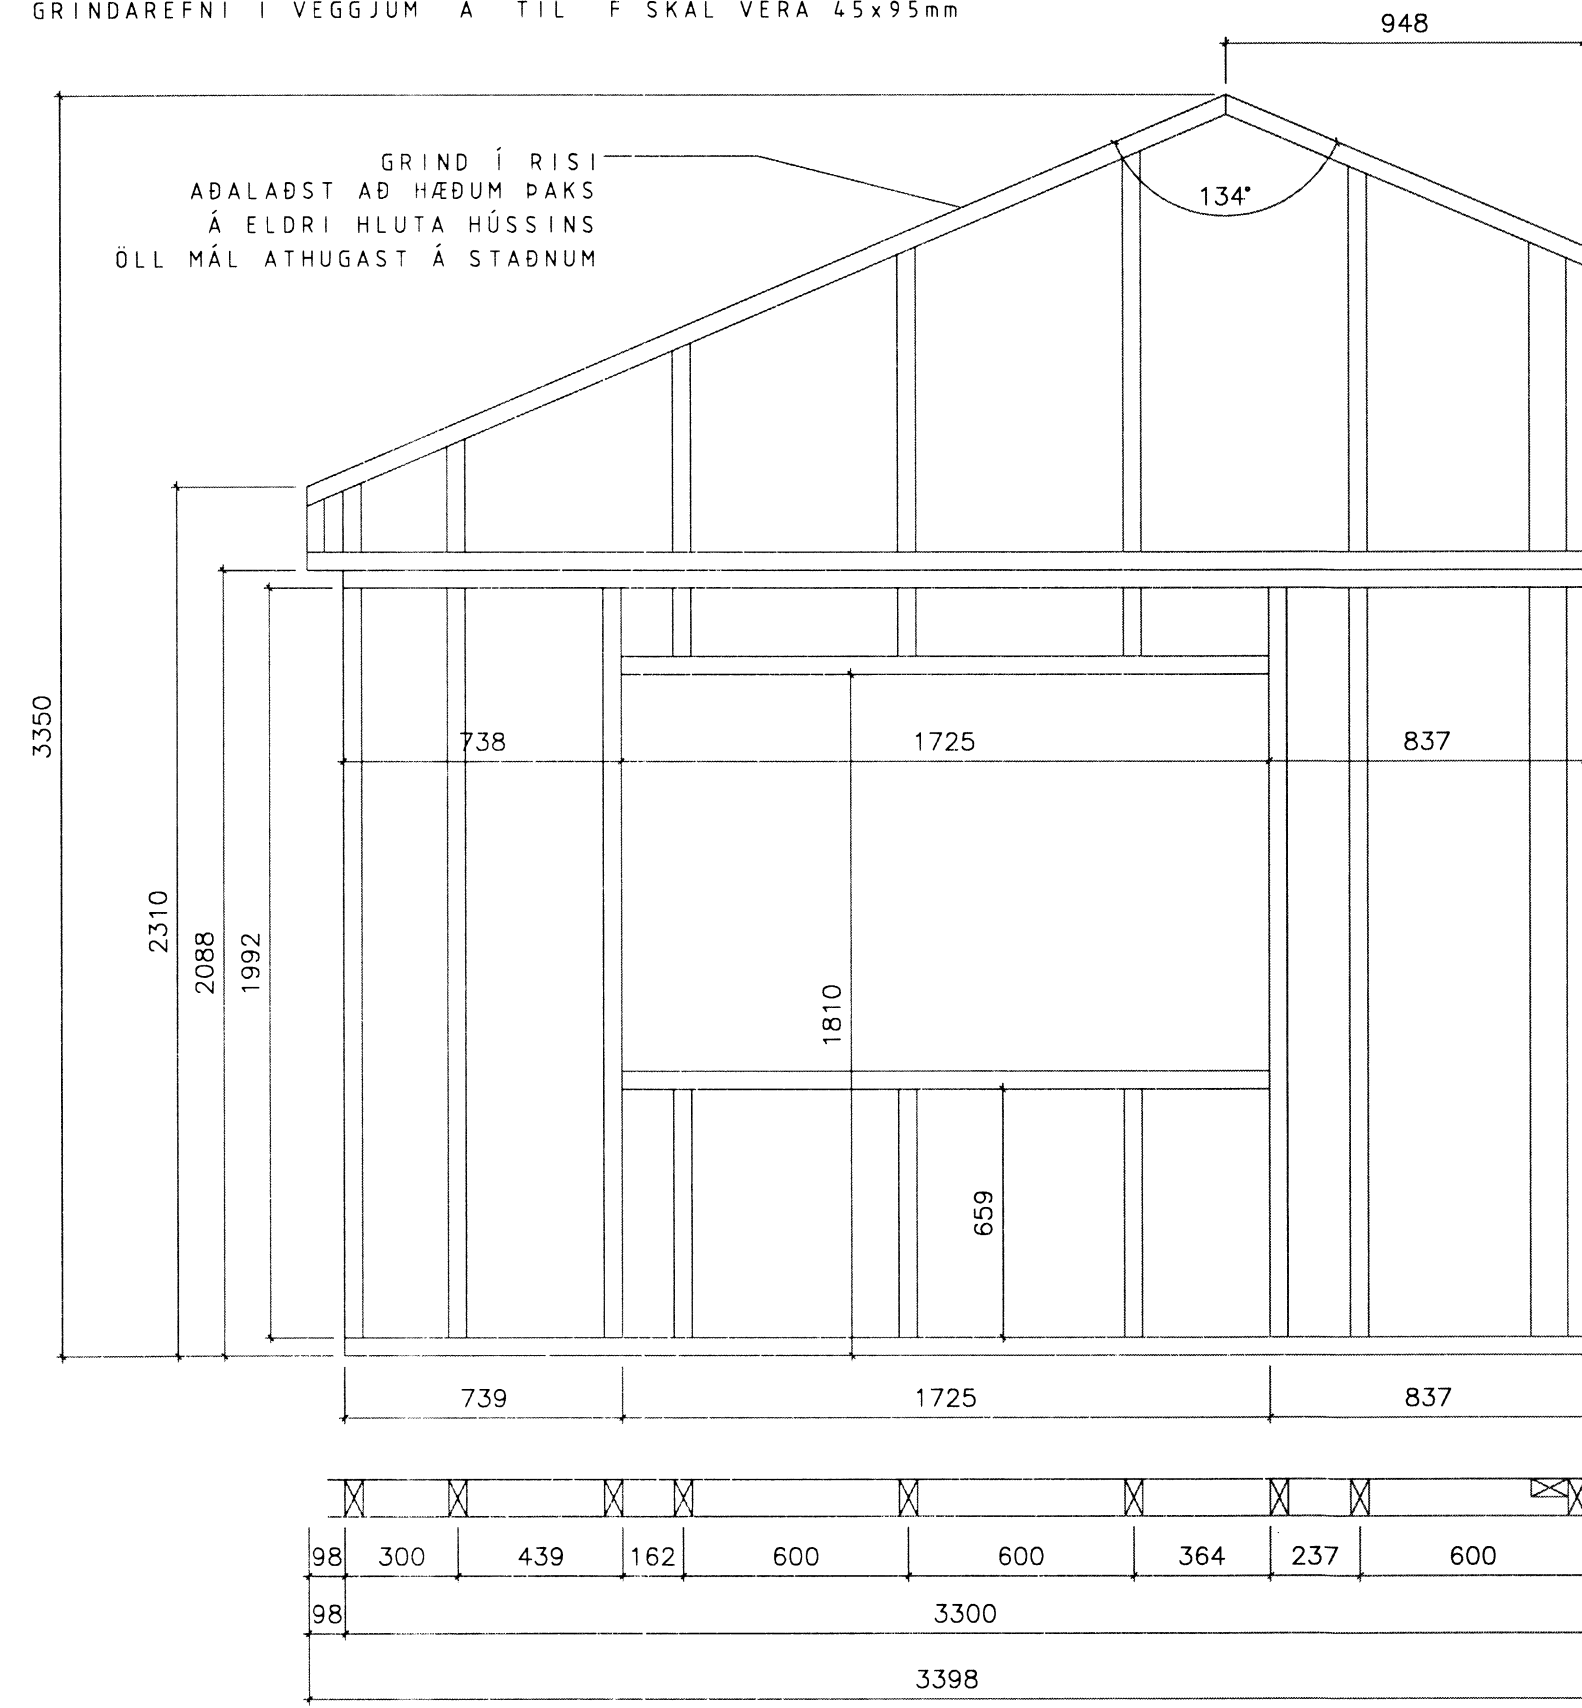 GRINDAREFNI Í VEGGJUM A TIL F SKAL VERA 45x95mm
948
GRIND Í RISI
AÐALAÐST AÐ HÆÐUM ÞAKS
Á ELDRI HLUTA HÚSSINS
ÖLL MÁL ATHUGAST Á STAÐNUM
134°
3350
738
1725
837
2310
2088
1992
1810
659
739
1725
837
98 300 439 162 600 600 364 237 600
98 3300
3398